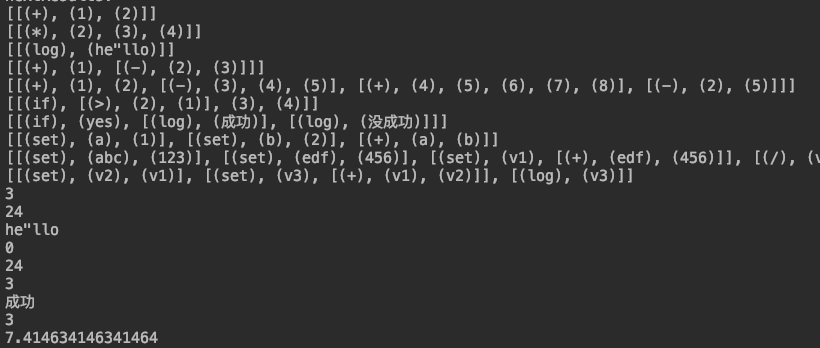 [[(+), (1), (2)]]
[[(*), (2), (3), (4)]]
[[(log), (he"llo)]]
[[(+), (1), [(-), (2), (3)]]]
[[(+), (1), (2), [(-), (3), (4), (5)], [(+), (4), (5), (6), (7), (8)], [(-), (2), (5)]]]
[[(if), [(>), (2), (1)], (3), (4)]]
[[(if), (yes), [(log), (成功)], [(log), (没成功)]]]
[[(set), (a), (1)], [(set), (b), (2)], [(+), (a), (b)]]
[[(set), (abc), (123)], [(set), (edf), (456)], [(set), (v1), [(+), (edf), (456)]], [(/), (v
[[(set), (v2), (v1)], [(set), (v3), [(+), (v1), (v2)]], [(log), (v3)]]
3
24
he"llo
0
24
3
成功
3
7.414634146341464